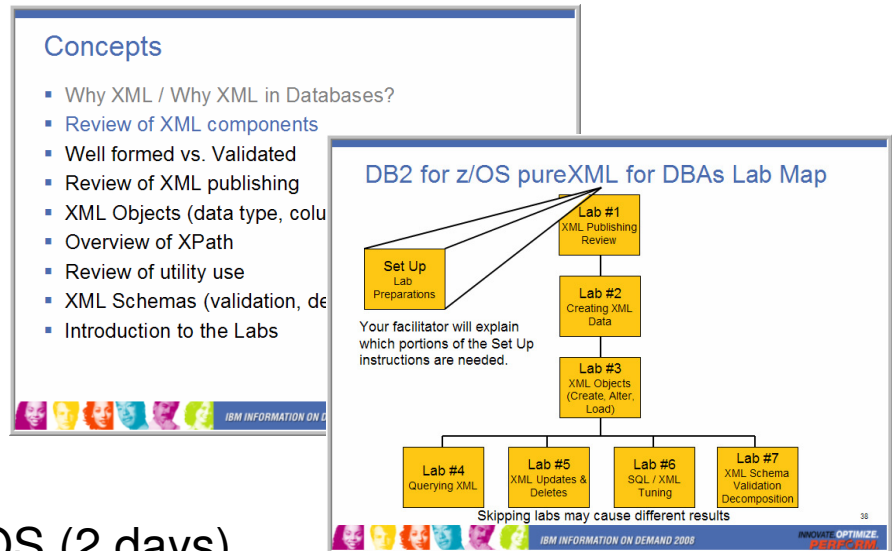 Concepts
Why XML / Why XML in Databases?
Review of XML components
Well formed vs. Validated
Review of XML publishing
XML Objects (data type, colu
Overview of XPath
Review of utility use
XML Schemas (validation, de
Introduction to the Labs
IBM INFORMATION ON D
DB2 for z/OS pureXML for DBAs Lab Map
Lab #1
XML Publishing
Review
Set Up
Lab
Preparations
Lab #2
Creating XML
Data
Your facilitator will explain
which portions of the Set Up
instructions are needed.
Lab #3
XML Objects
(Create, Alter,
Load)
Lab #4
Querying XML
Lab #5
XML Updates &
Deletes
Lab #6
SQL / XML
Tuning
Lab #7
XML Schema
Validation
Decomposition
Skipping labs may cause different results
38
IBM INFORMATION ON DEMAND 2008
INNOVATE. OPTIMIZE.
PERFORM.
OS (2 days)